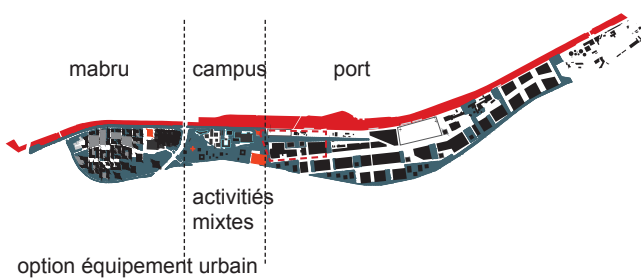 mabru campus port
activitiés
mixtes
option équipement urbain